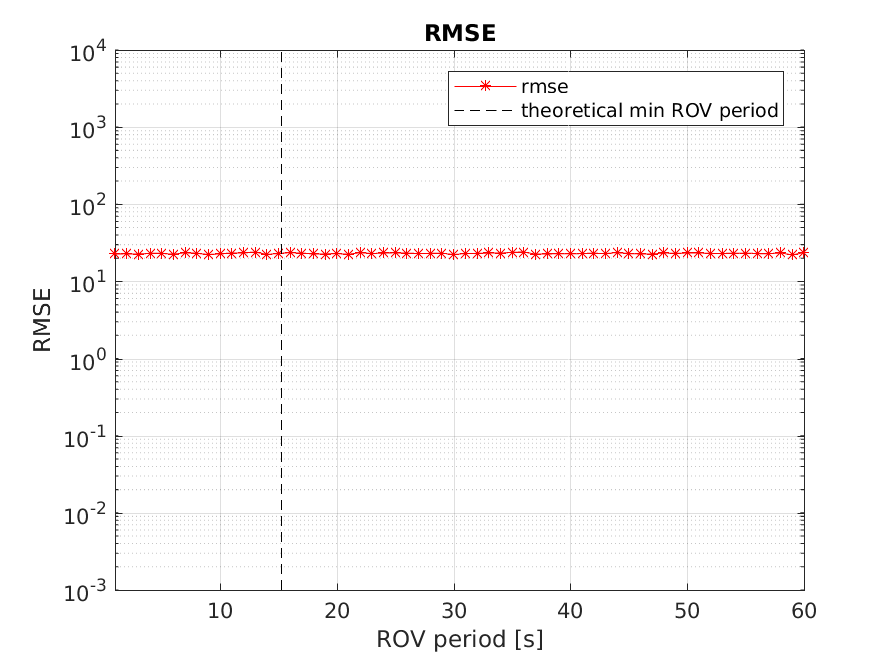 RMSE
rmse
theoretical min ROV period
10^4
10^3
10^2
10^1
10^0
10^-1
10^-2
10^-3
RMSE
10 20 30 40 50 60
ROV period [s]